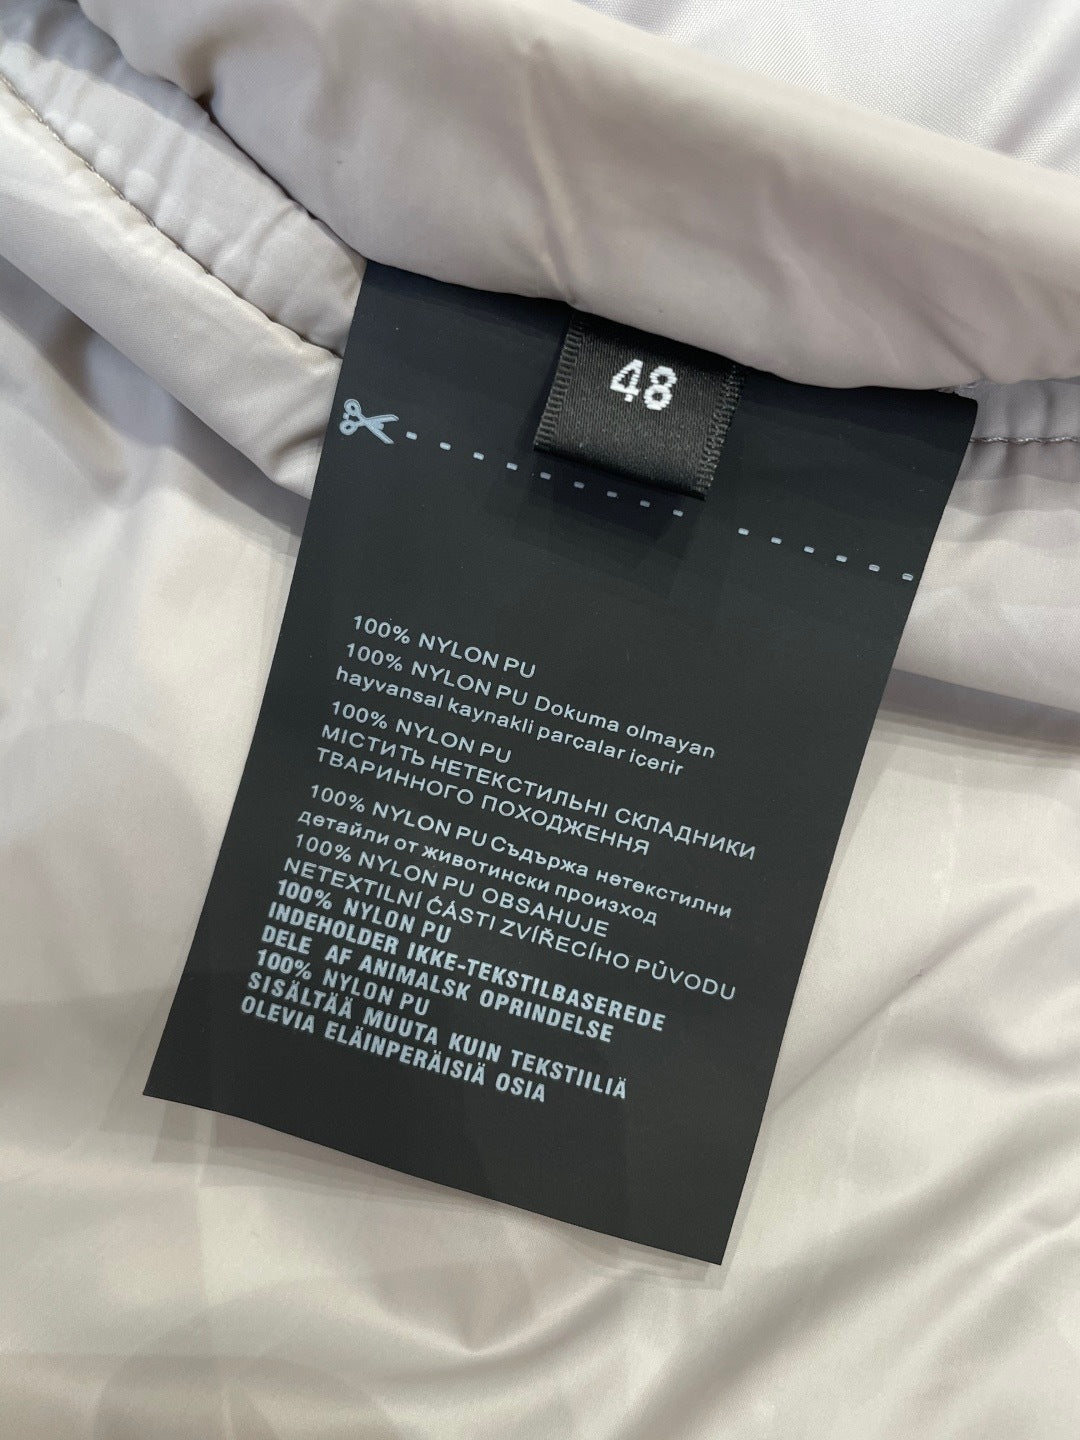 48
100% NYLON PU
100% NYLON PU Dokuma olmayan
hayvansal kaynakli parçalar icerir
100% NYLON PU
МІСТИТЬ НЕТЕКСТИЛЬНІ СКЛАДНИКИ
ТВАРИННОГО ПОХОДЖЕННЯ
100% NYLON PU Съдържа нетекстилни
детайли от животински произход
100% NYLON PU OBSAHUJE
NETEXTILNÍ ČÁSTI ZVÍŘECÍHO PŮVODU
100% NYLON PU
INDEHOLDER IKKE-TEKSTILBASEREDE
DELE AF ANIMALSK OPRINDELSE
100% NYLON PU
SISÄLTÄÄ MUUTA KUIN TEKSTIILIÄ
OLEVIA ELÄINPERÄISIÄ OSIA